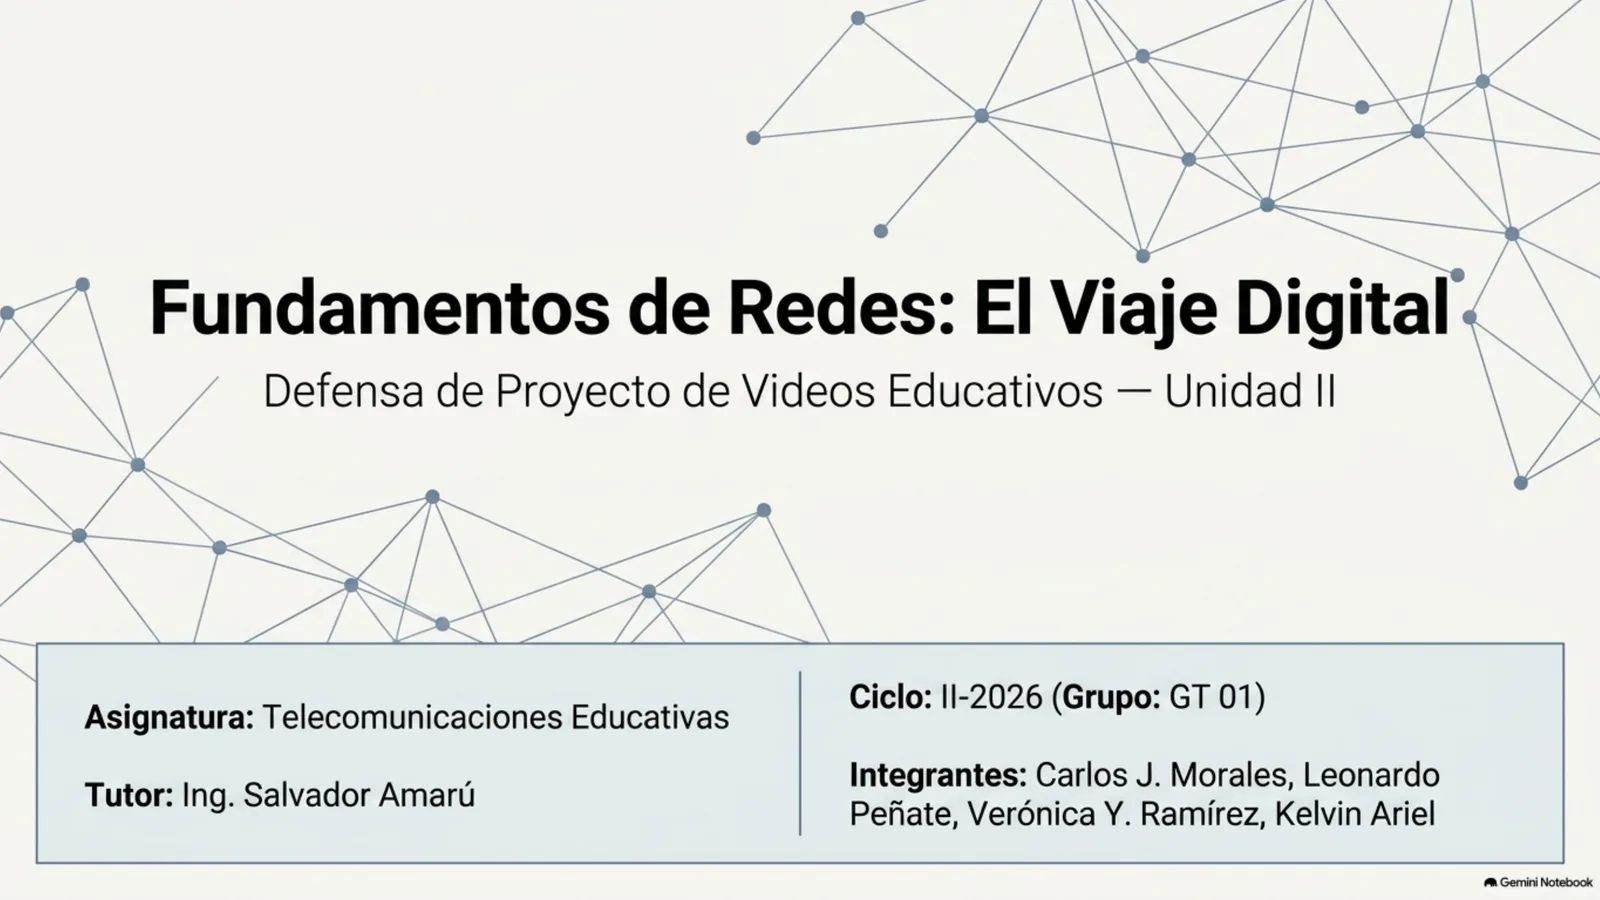 Fundamentos de Redes: El Viaje Digital
Defensa de Proyecto de Videos Educativos — Unidad II
Asignatura: Telecomunicaciones Educativas
Tutor: Ing. Salvador Amarú
Ciclo: II-2026 (Grupo: GT 01)
Integrantes: Carlos J. Morales, Leonardo
Peñate, Verónica Y. Ramírez, Kelvin Ariel
Gemini Notebook